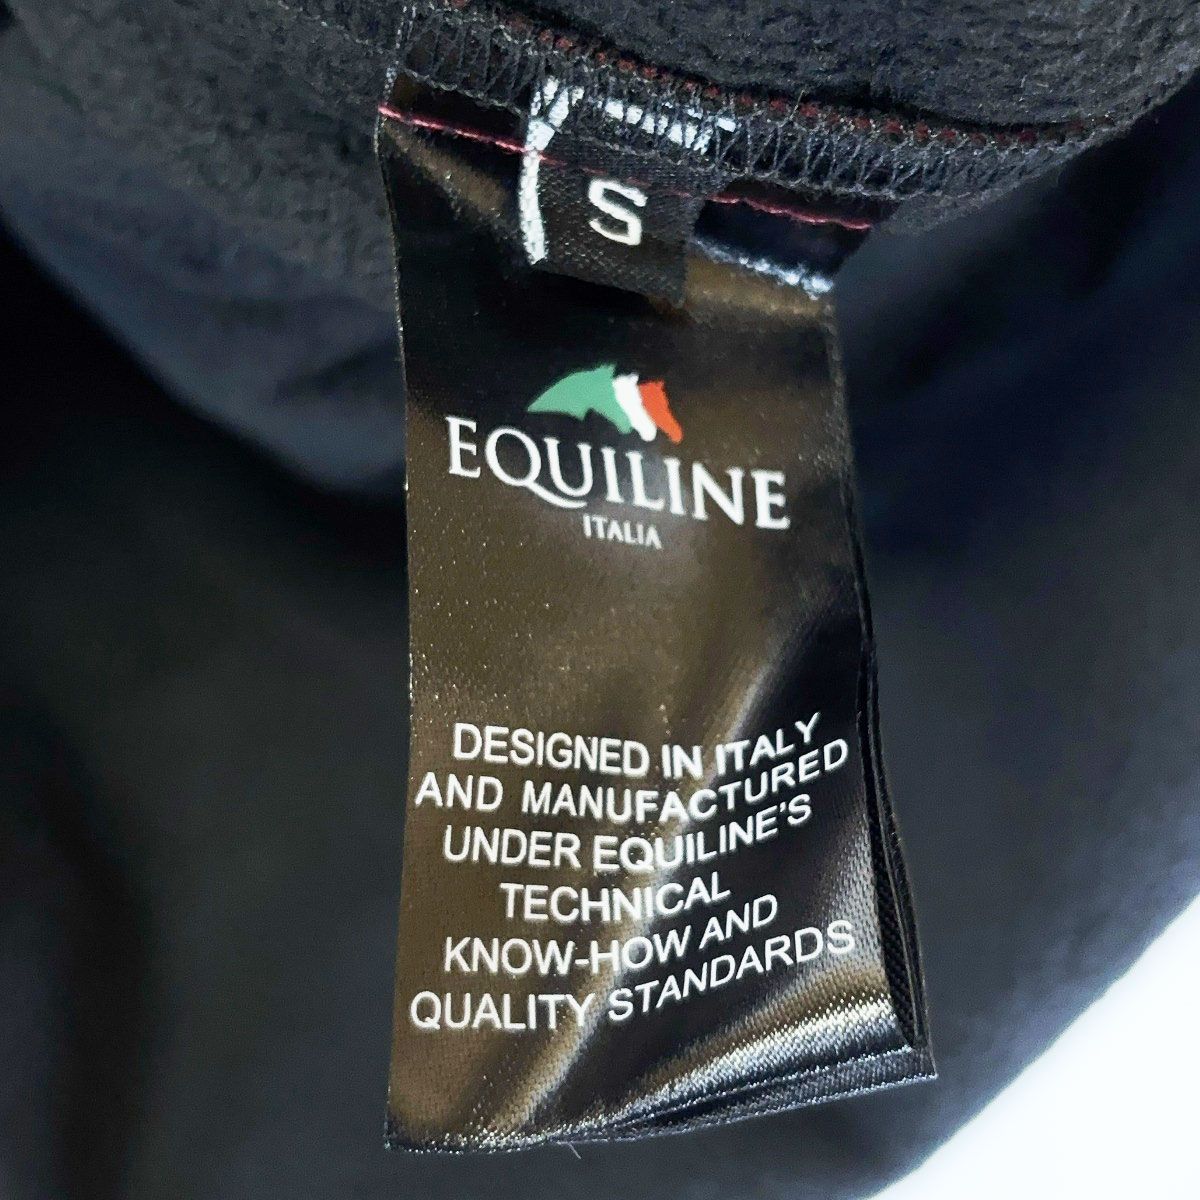 S
EQUILINE
ITALIA
DESIGNED IN ITALY
AND MANUFACTURED
UNDER EQUILINE'S
TECHNICAL
KNOW-HOW AND
QUALITY STANDARDS